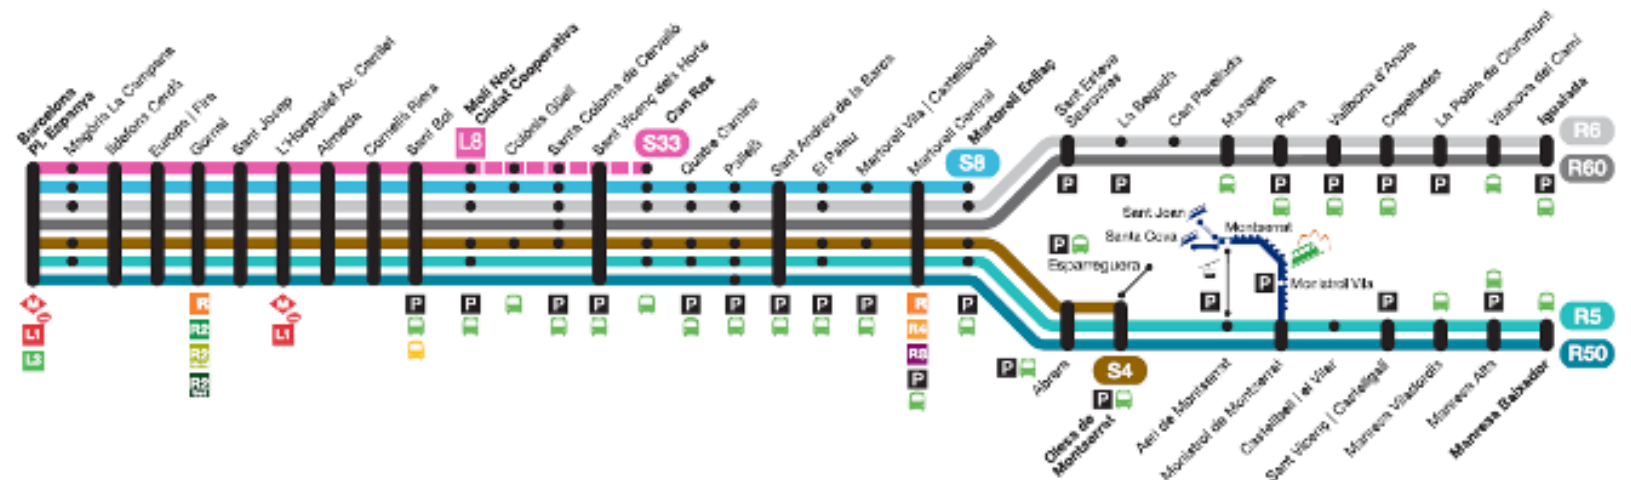 Barcelona
Pl. Espanya
Magòria La Campana
Ildefons Cerdà
Europa | Fira
Gornal
Sant Josep
L'Hospitalet Av. Carrilet
Almeda
Cornellà Riera
Sant Boi
L8
Molí Nou
Ciutat Cooperativa
Colònia Güell
Santa Coloma de Cervelló
Sant Vicenç dels Horts
S33
Can Ros
Quatre Camins
Pallejà
Sant Andreu de la Barca
El Palau
Martorell Vila | Castellbisbal
Martorell Central
S8
Martorell Enllaç
Sant Esteve
Sesrovires
La Beguda
Can Parellada
Masquefa
Piera
Vallbona d'Anoia
Capellades
La Pobla de Claramunt
Vilanova del Camí
Igualada
R6
R60
P P P P P P P
Sant Joan
Santa Cova
Montserrat
P
Esparreguera
P
Monistrol Vila
P
P
P
M
L1
L3
R
R2
R2
R2
M
L1
P P P P P P P P P
R
R4
R8
P
P
R5
R50
P
Abrera
S4
P
Olesa de
Montserrat
Aeri de Montserrat
Monistrol de Montserrat
Castellbell i el Vilar
Sant Vicenç | Castellgalí
Manresa Viladordis
Manresa Alta
Manresa Baixador